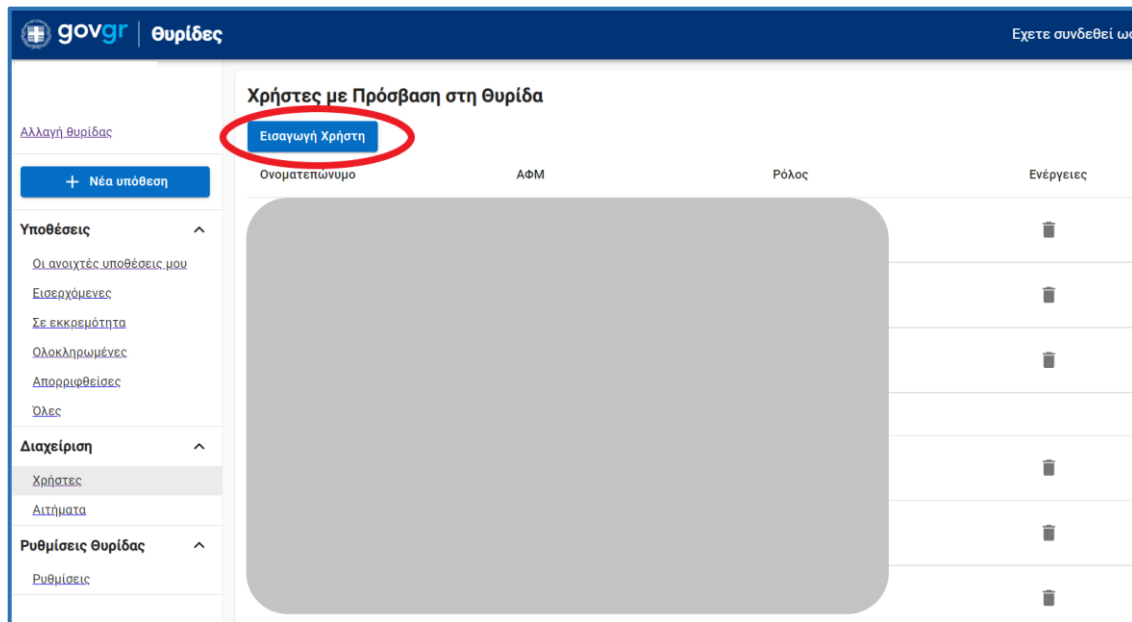 govgr | Θυρίδες
Εχετε συνδεθεί ως
Αλλαγή θυρίδας
+ Νέα υπόθεση
Υποθέσεις
Οι ανοιχτές υποθέσεις μου
Εισερχόμενες
Σε εκκρεμότητα
Ολοκληρωμένες
Απορριφθείσες
Όλες
Διαχείριση
Χρήστες
Αιτήματα
Ρυθμίσεις Θυρίδας
Ρυθμίσεις
Χρήστες με Πρόσβαση στη Θυρίδα
Εισαγωγή Χρήστη
Ονοματεπώνυμο ΑΦΜ Ρόλος Ενέργειες